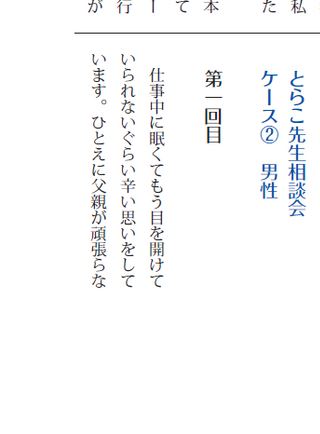 私
た
本
て
ー
行
が
とらこ先生相談会
ケース② 男性
第一回目
仕事中に眠くてもう目を開けて
いられないぐらい辛い思いをして
います。ひとえに父親が頑張らな